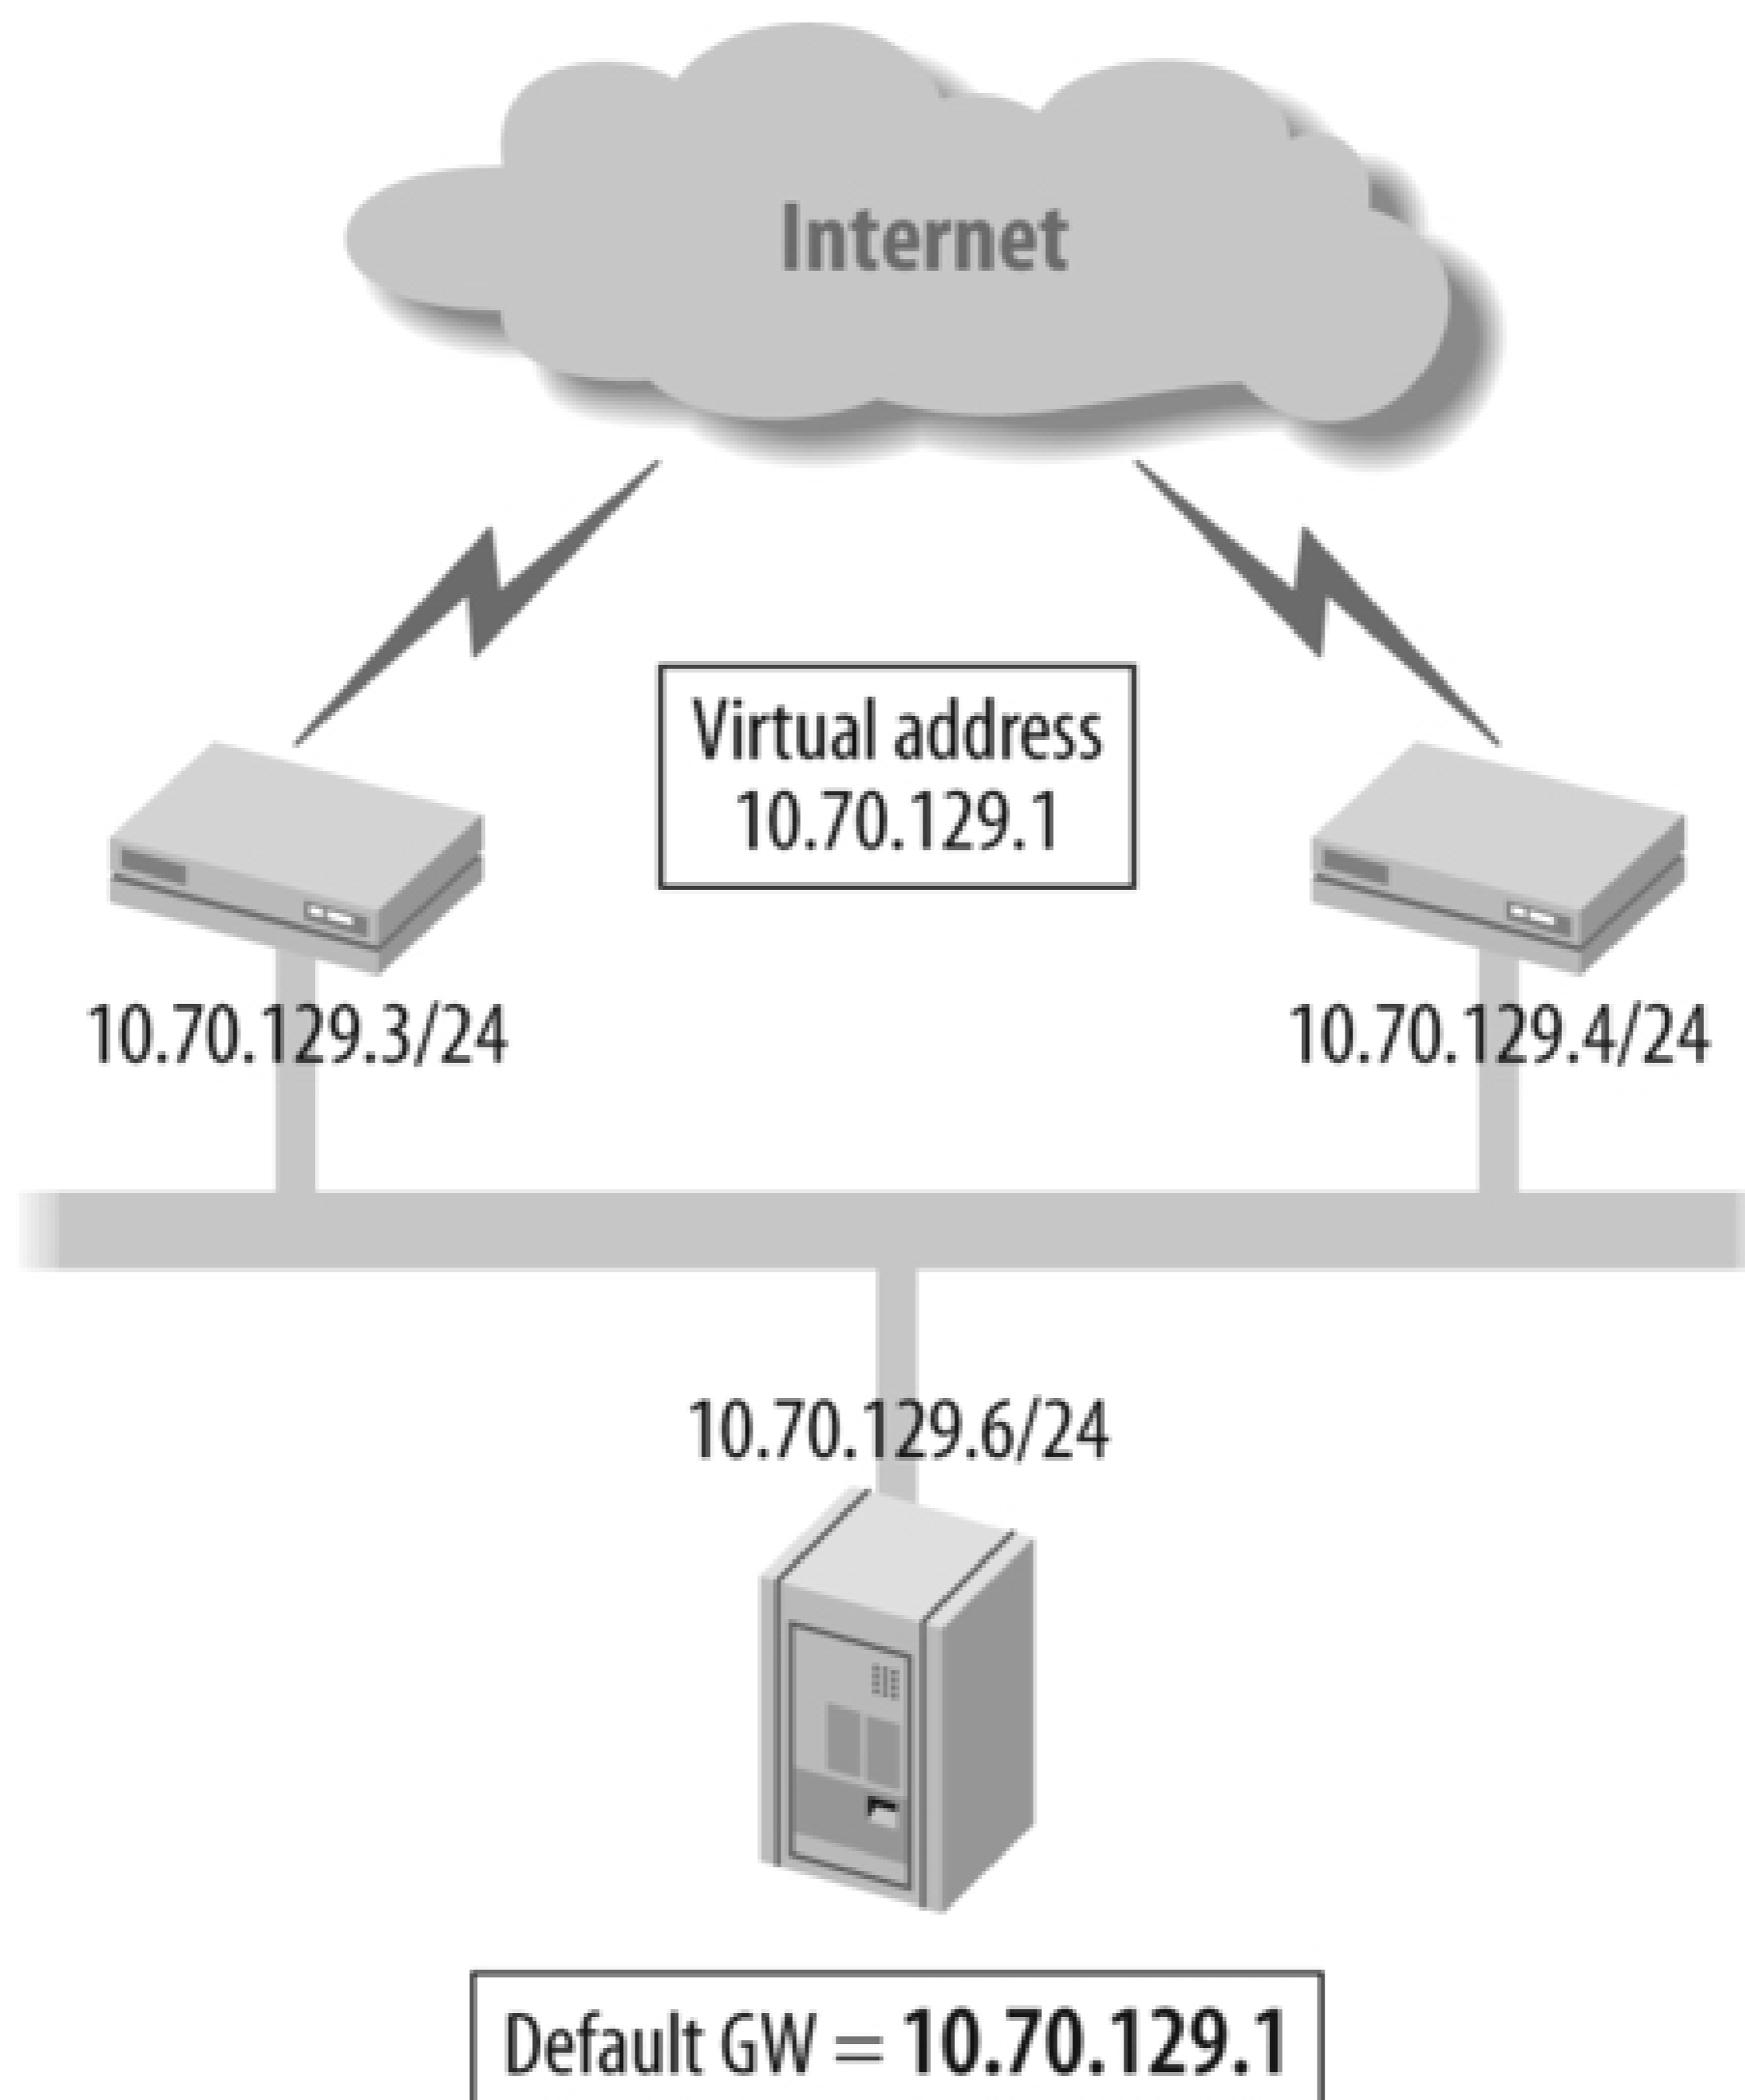 Internet
Virtual address
10.70.129.1
10.70.129.3/24
10.70.129.4/24
10.70.129.6/24
Default GW = 10.70.129.1